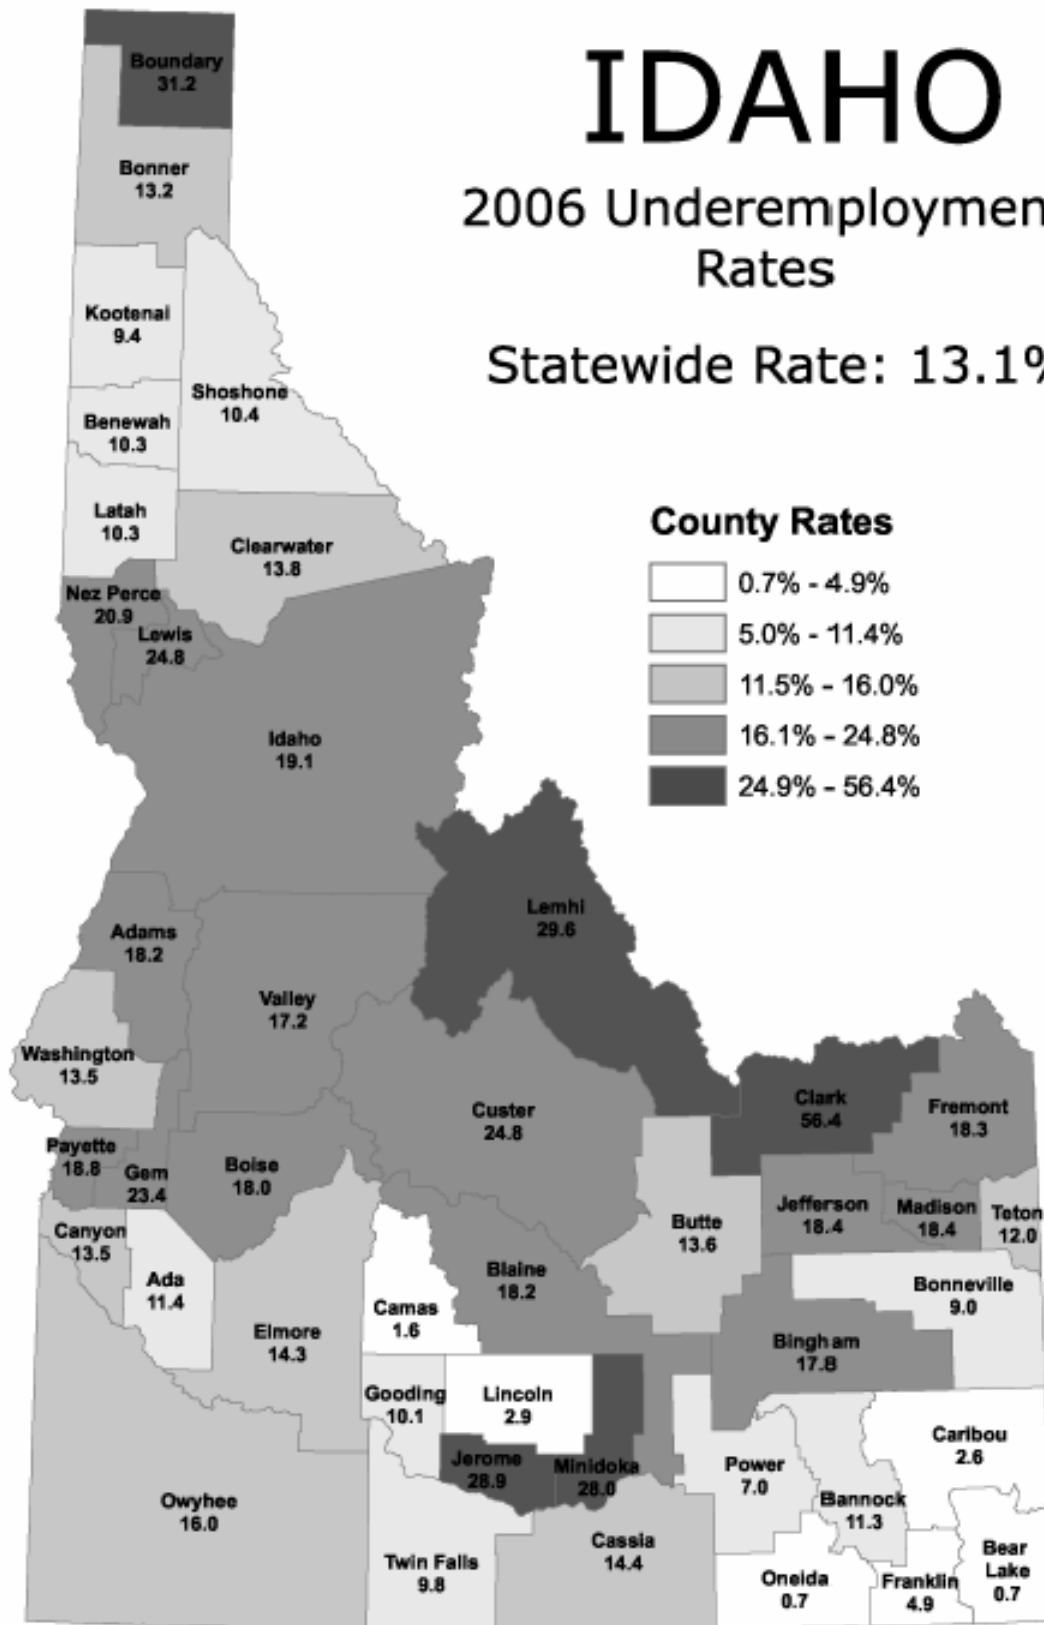 IDAHO
2006 Underemploymen
Rates
Statewide Rate: 13.1%
County Rates
0.7% - 4.9%
5.0% - 11.4%
11.5% - 16.0%
16.1% - 24.8%
24.9% - 56.4%
Boundary
31.2
Bonner
13.2
Kootenai
9.4
Shoshone
10.4
Benewah
10.3
Latah
10.3
Clearwater
13.8
Nez Perce
20.9
Lewis
24.8
Idaho
19.1
Lemhi
29.6
Adams
18.2
Valley
17.2
Washington
13.5
Custer
24.8
Clark
56.4
Fremont
18.3
Payette
18.8
Gem
23.4
Boise
18.0
Jefferson
18.4
Madison
18.4
Teton
12.0
Canyon
13.5
Ada
11.4
Butte
13.6
Blaine
18.2
Bonneville
9.0
Camas
1.6
Elmore
14.3
Bingham
17.8
Gooding
10.1
Lincoln
2.9
Caribou
2.6
Jerome
28.9
Minidoka
28.0
Power
7.0
Bannock
11.3
Owyhee
16.0
Cassia
14.4
Twin Falls
9.8
Oneida
0.7
Franklin
4.9
Bear
Lake
0.7